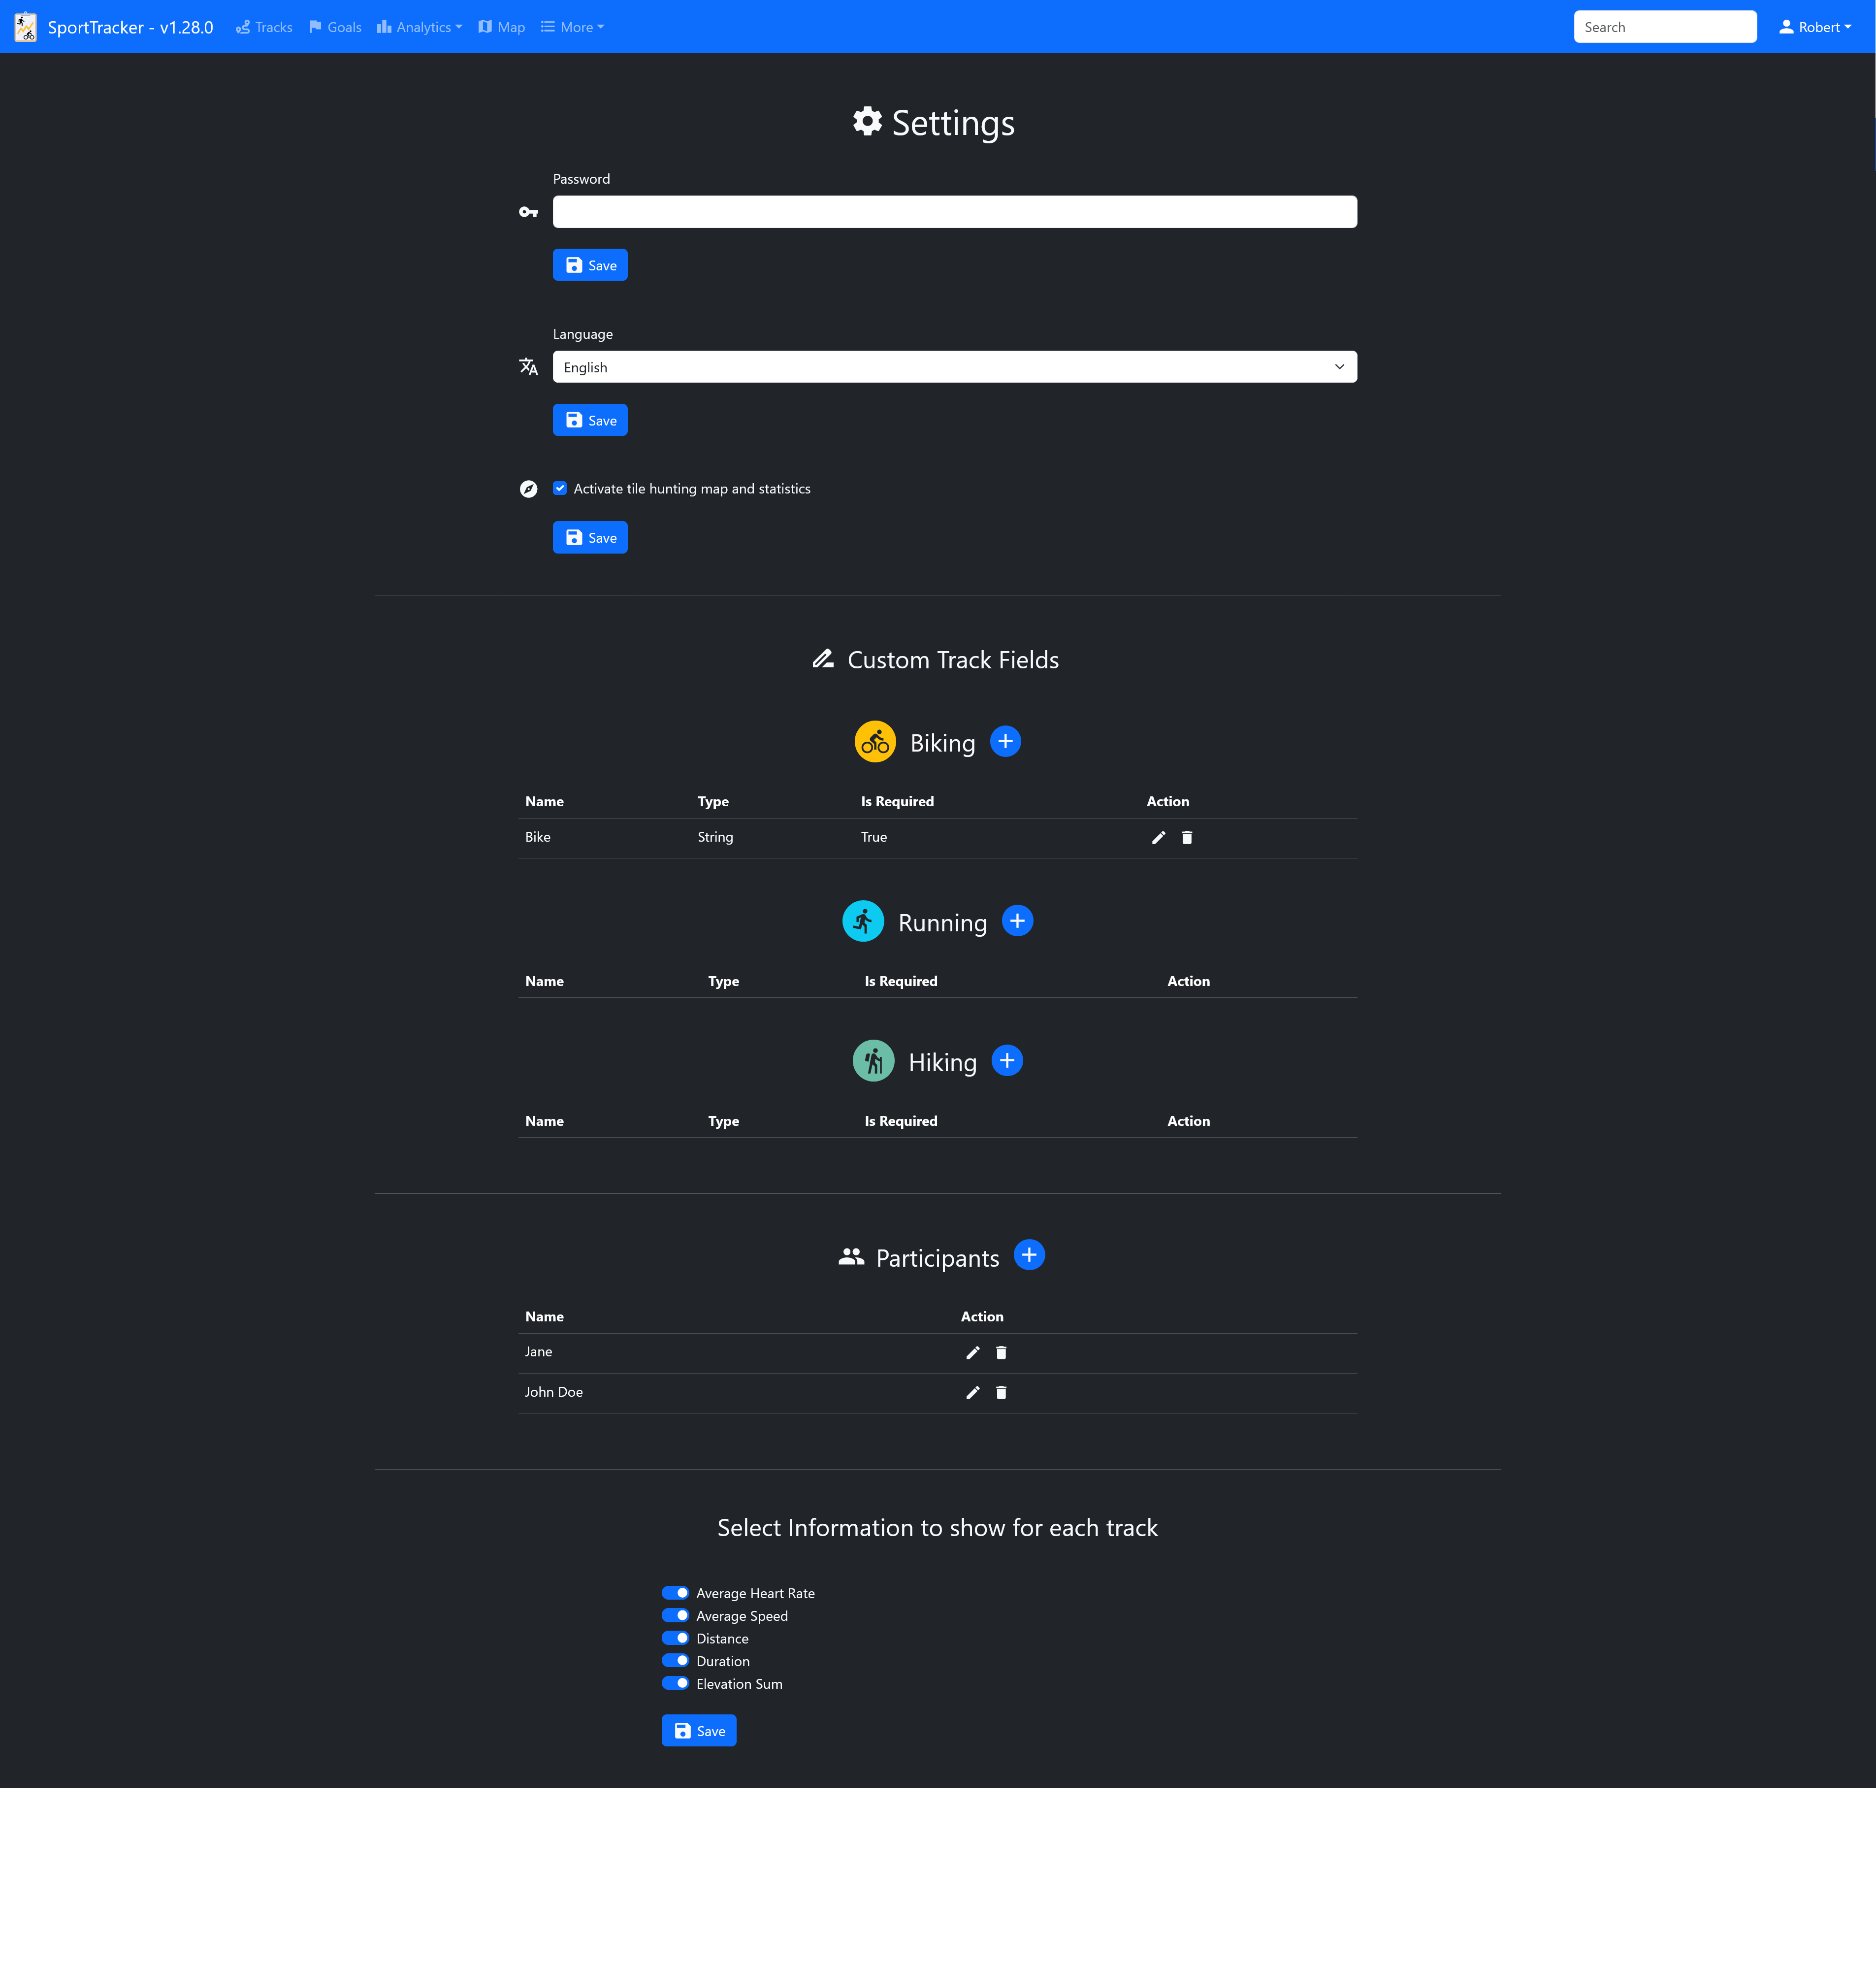 SportTracker - v1.28.0 Tracks Goals Analytics Map More Search Robert
Settings
Password
Save
Language
English
Save
Activate tile hunting map and statistics
Save
Custom Track Fields
Biking
Name Type Is Required Action
Bike String True
Running
Name Type Is Required Action
Hiking
Name Type Is Required Action
Participants
Name Action
Jane
John Doe
Select Information to show for each track
Average Heart Rate
Average Speed
Distance
Duration
Elevation Sum
Save